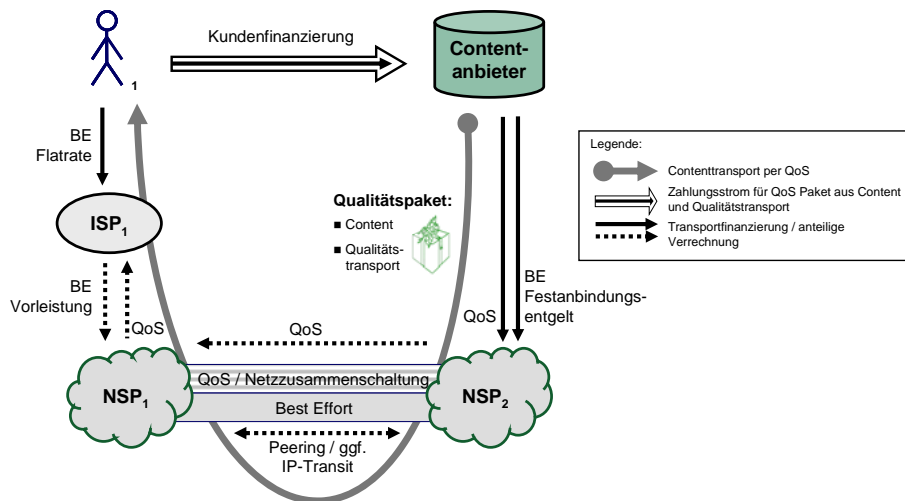 Kundenfinanzierung
Content-
anbieter
1
BE
Flatrate
Legende:
Contenttransport per QoS
Zahlungsstrom für QoS Paket aus Content
und Qualitätstransport
Transportfinanzierung / anteilige
Verrechnung
Qualitätspaket:
■ Content
■ Qualitäts-
transport
ISP1
BE
Vorleistung
QoS
QoS
QoS
BE
Festanbindungs-
entgelt
NSP1
QoS / Netzzusammenschaltung
NSP2
Best Effort
Peering / ggf.
IP-Transit